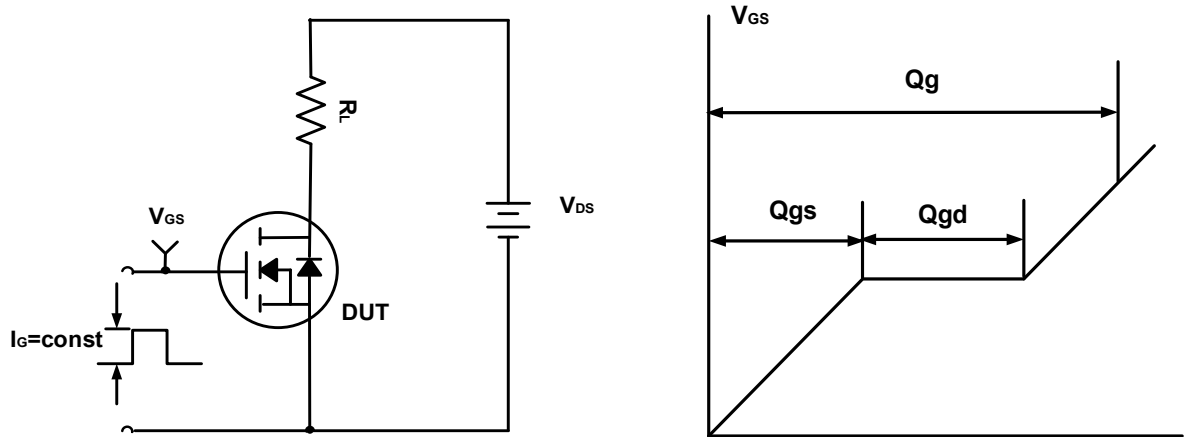 RL
VGS
VDS
DUT
IG=const
VGS
Qg
Qgs
Qgd